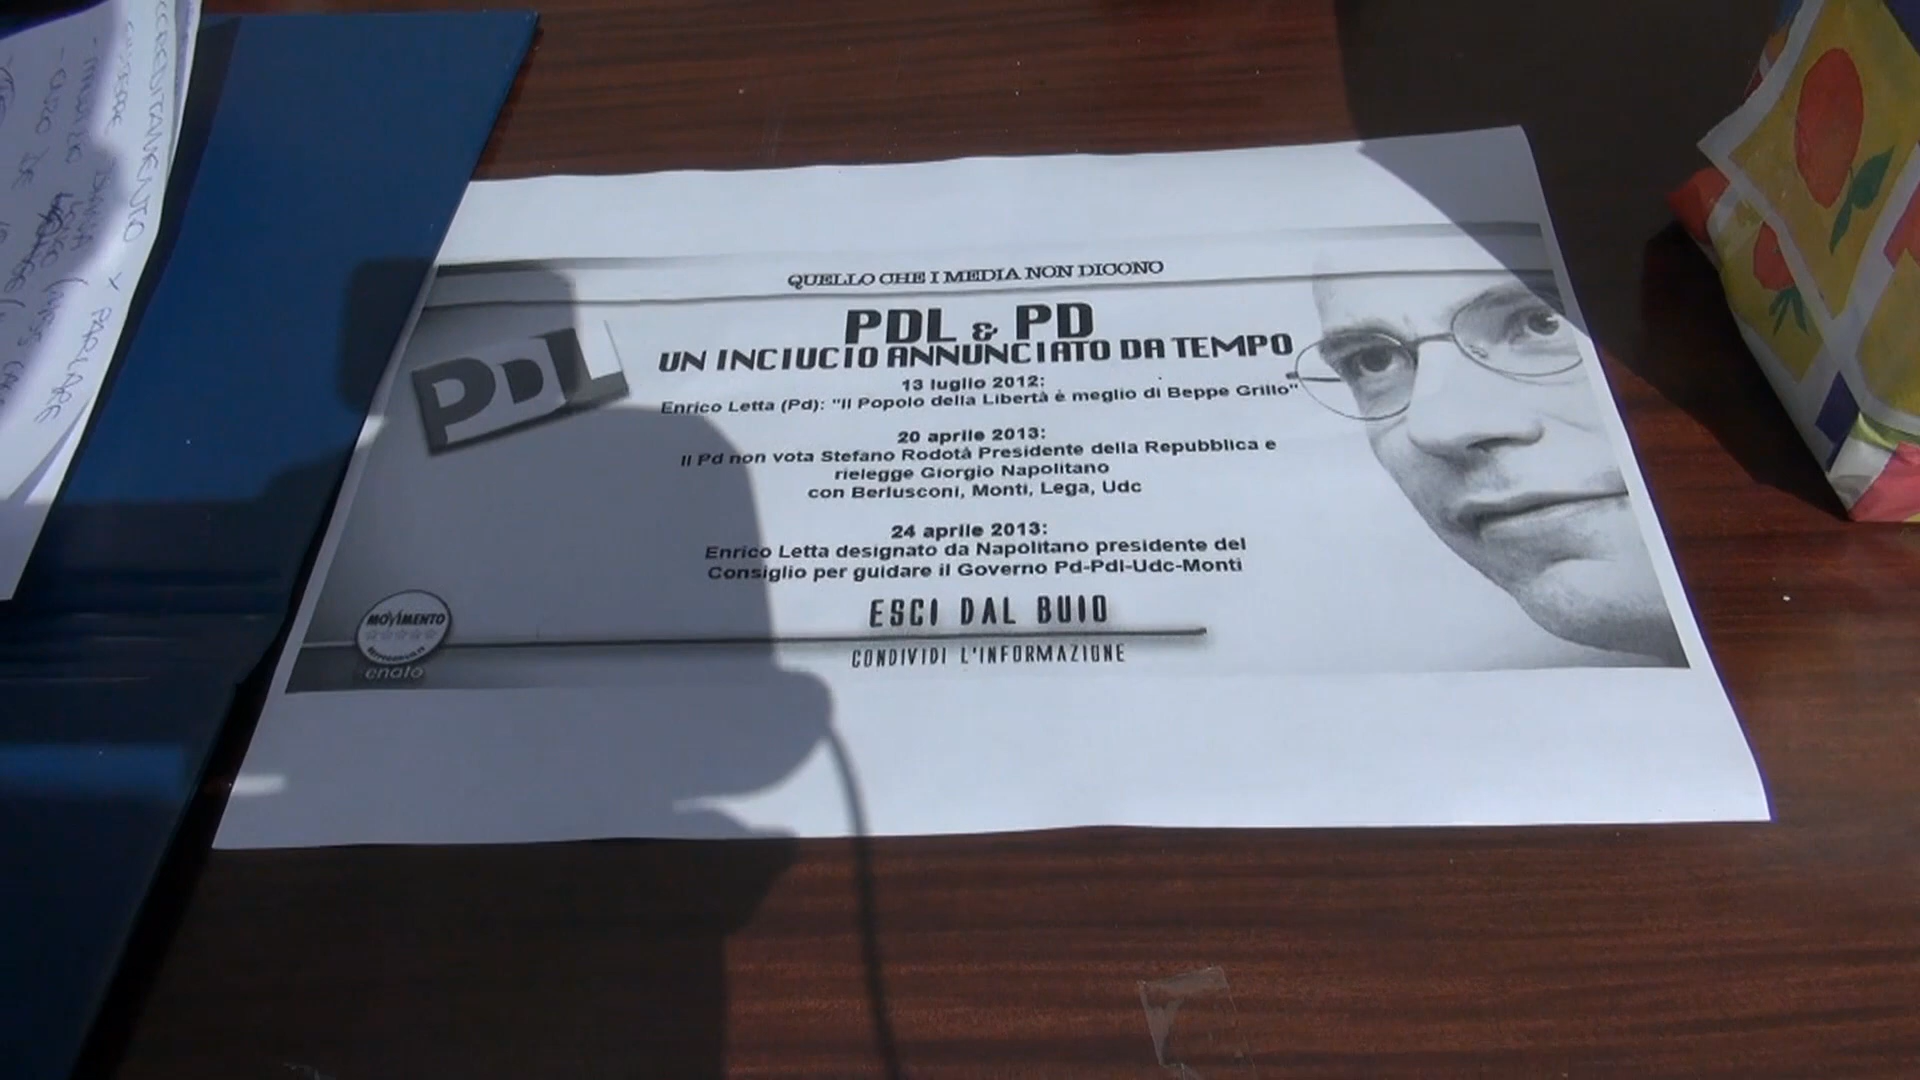 QUELLO CHE I MEDIA NON DICONO
PDL & PD
UN INCIUCIO ANNUNCIATO DA TEMPO
13 luglio 2012:
Enrico Letta (Pd): "Il Popolo della Libertà è meglio di Beppe Grillo"
20 aprile 2013:
Il Pd non vota Stefano Rodotà Presidente della Repubblica e
rielegge Giorgio Napolitano
con Berlusconi, Monti, Lega, Udc
24 aprile 2013:
Enrico Letta designato da Napolitano presidente del
Consiglio per guidare il Governo Pd-Pdl-Udc-Monti
ESCI DAL BUIO
CONDIVIDI L'INFORMAZIONE
PDL
MOVIMENTO
enato
PARLARE